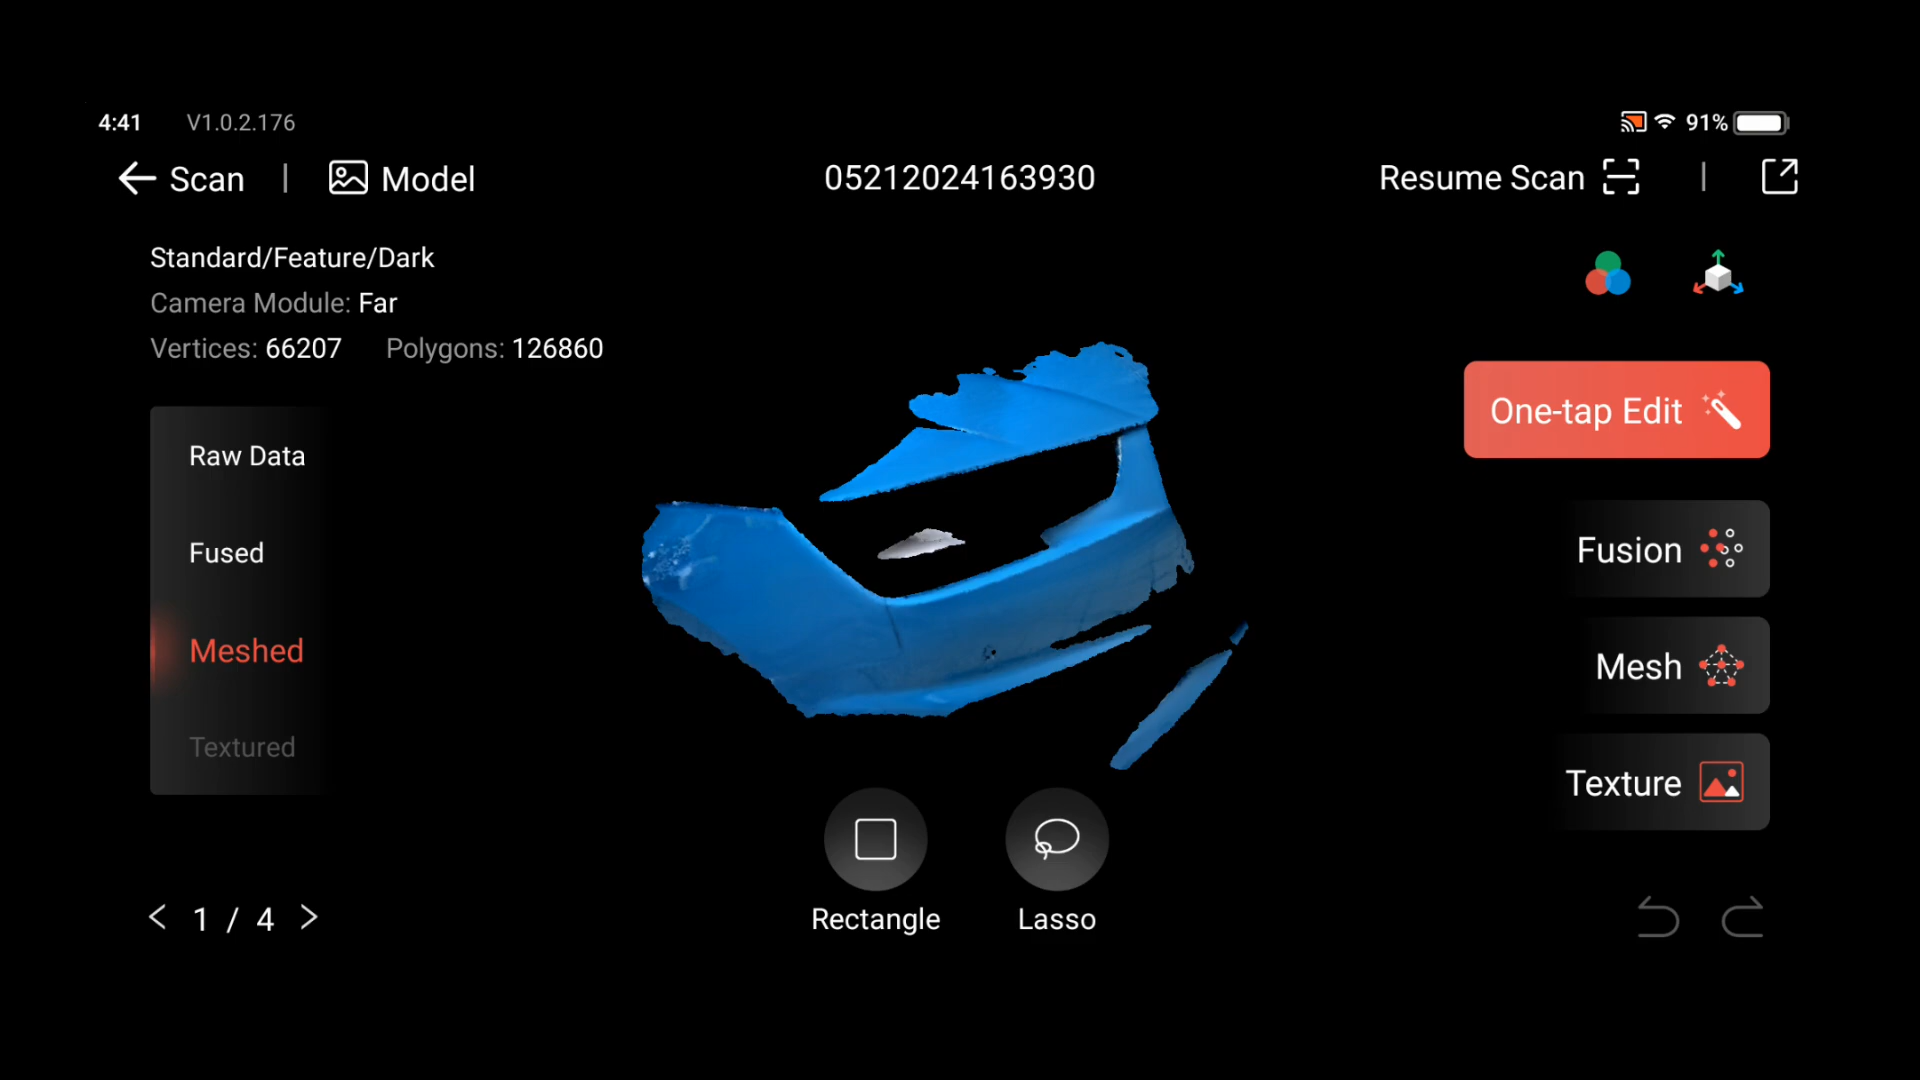 4:41 V1.0.2.176 91%
Scan | Model 05212024163930 Resume Scan |
Standard/Feature/Dark
Camera Module: Far
Vertices: 66207 Polygons: 126860
One-tap Edit
Raw Data
Fused
Fusion
Meshed
Mesh
Textured
Texture
< 1 / 4 >
Rectangle Lasso